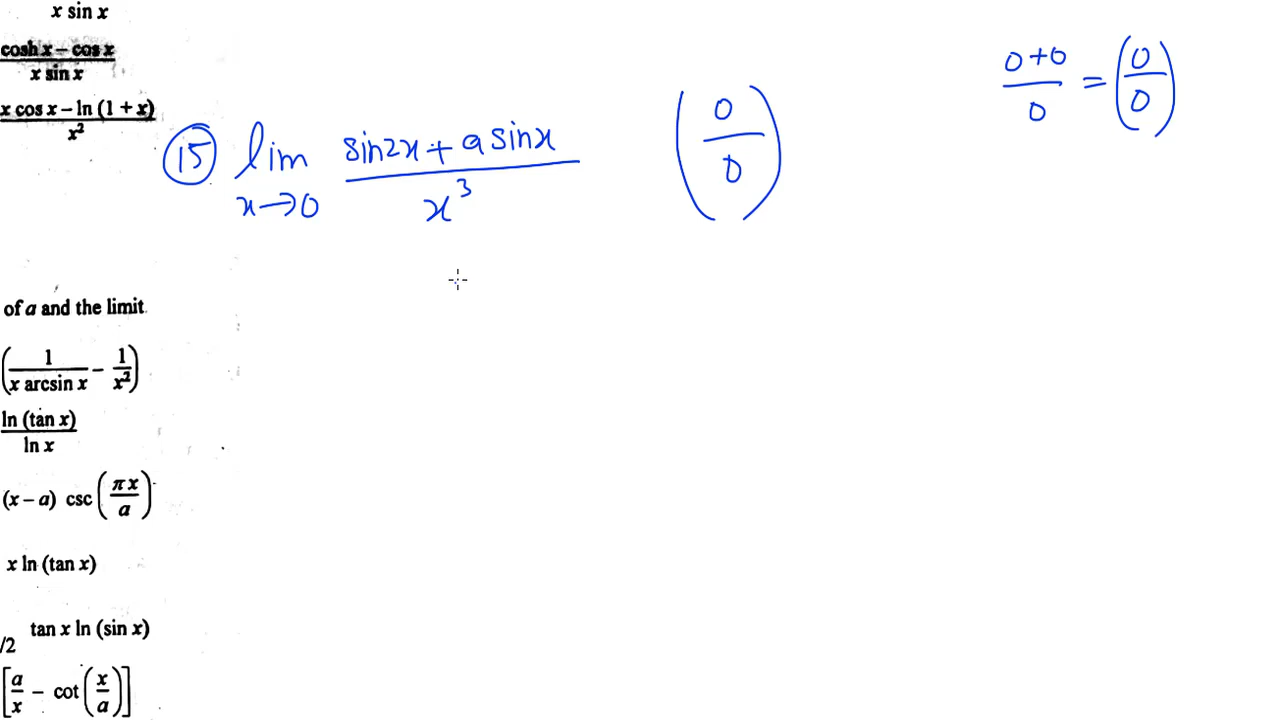 x sin x
cosh x – cos x / x sin x
x cos x – ln (1 + x) / x²
(15) lim x→0 sin2x + a sinx / x³ (0/0)
0+0 / 0 = (0/0)
of a and the limit
(1 / x arcsin x – 1 / x²)
ln (tan x) / ln x
(x – a) csc (πx / a)
x ln (tan x)
/2 tan x ln (sin x)
[a/x – cot (x/a)]